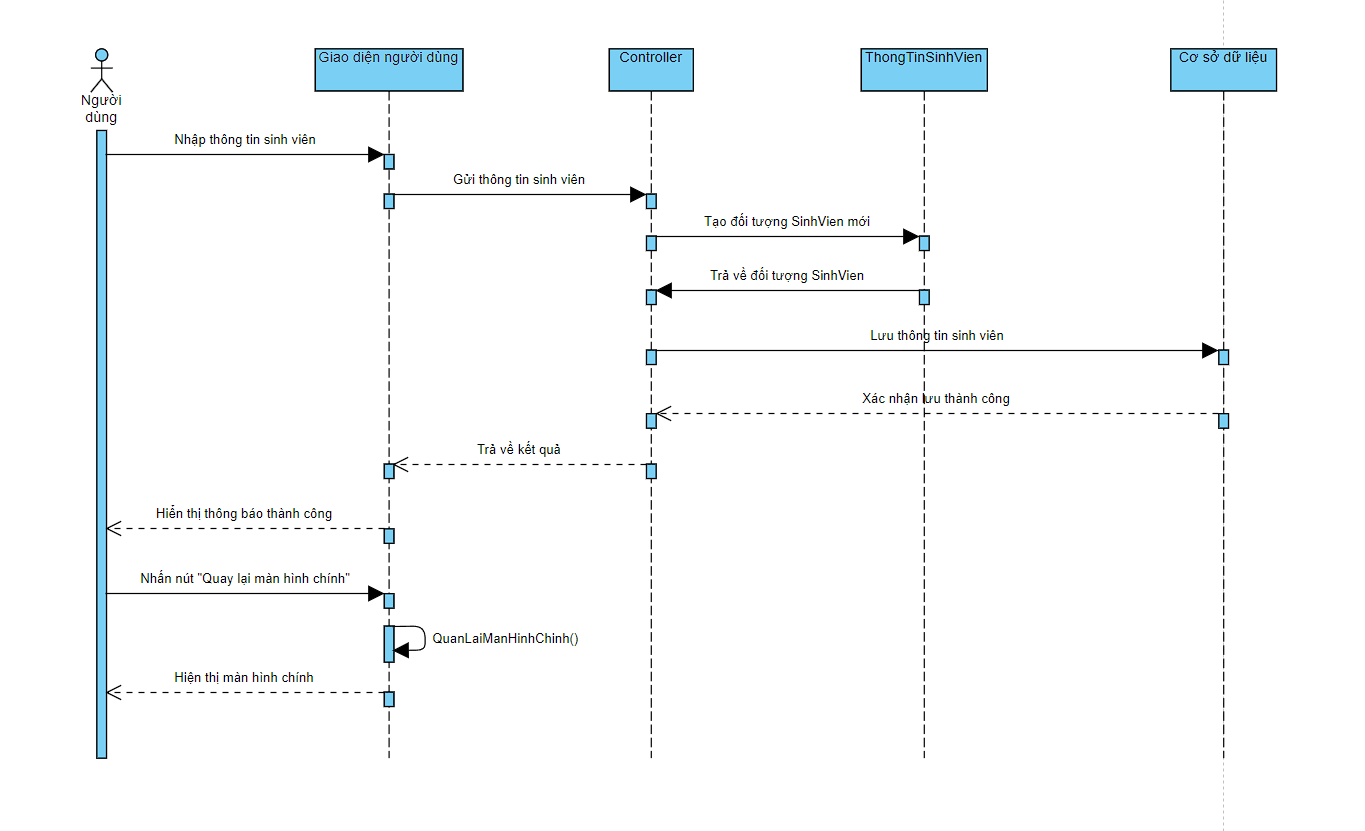 Người
dùng
Giao diện người dùng
Controller
ThongTinSinhVien
Cơ sở dữ liệu
Nhập thông tin sinh viên
Gửi thông tin sinh viên
Tạo đối tượng SinhVien mới
Trả về đối tượng SinhVien
Lưu thông tin sinh viên
Xác nhận lưu thành công
Trả về kết quả
Hiển thị thông báo thành công
Nhấn nút "Quay lại màn hình chính"
QuanLaiManHinhChinh()
Hiện thị màn hình chính